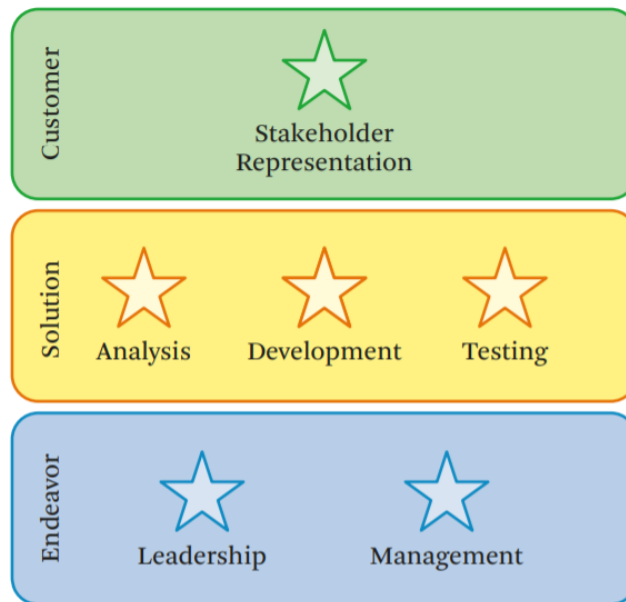 Customer
Stakeholder
Representation
Solution
Analysis
Development
Testing
Endeavor
Leadership
Management